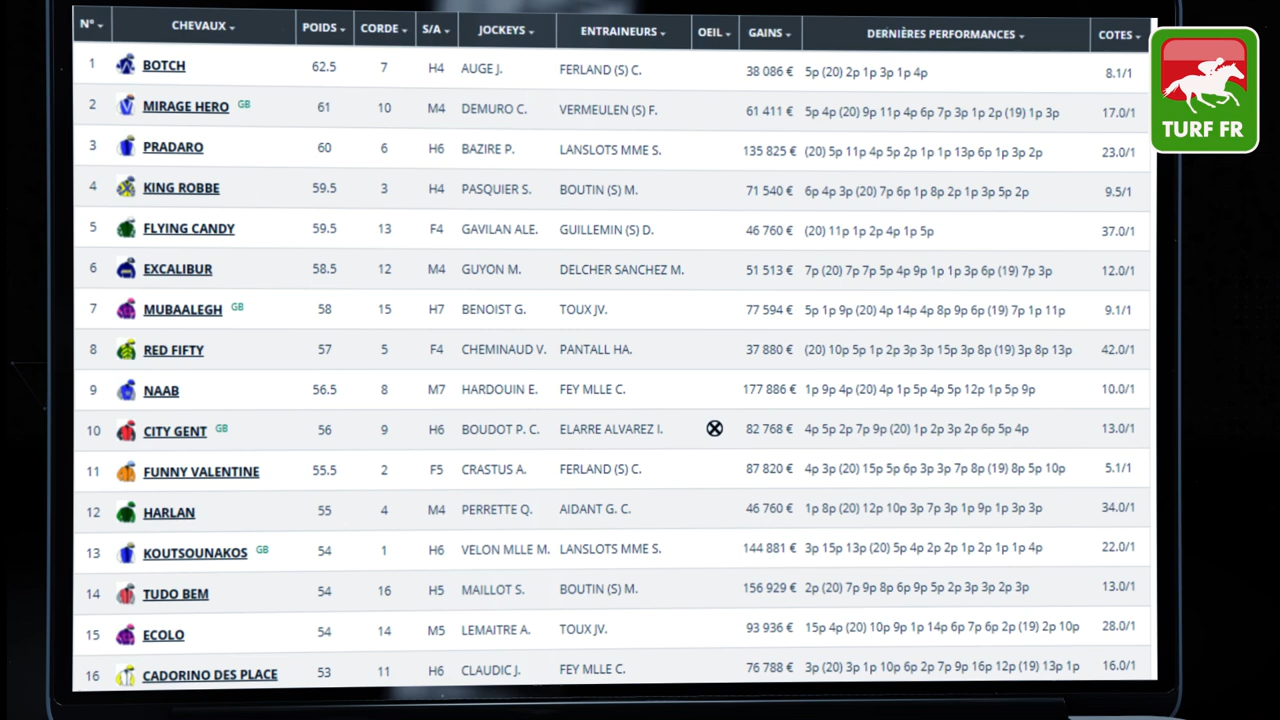 N° CHEVAUX POIDS CORDE S/A JOCKEYS ENTRAINEURS OEIL GAINS DERNIÈRES PERFORMANCES COTES
1 BOTCH 62.5 7 H4 AUGE J. FERLAND (S) C. 38 086 € 5p (20) 2p 1p 3p 1p 4p 8.1/1
2 MIRAGE HERO GB 61 10 M4 DEMURO C. VERMEULEN (S) F. 61 411 € 5p 4p (20) 9p 11p 4p 6p 7p 3p 1p 2p (19) 1p 3p 17.0/1
3 PRADARO 60 6 H6 BAZIRE P. LANSLOTS MME S. 135 825 € (20) 5p 11p 4p 5p 2p 1p 1p 13p 6p 1p 3p 2p 23.0/1
4 KING ROBBE 59.5 3 H4 PASQUIER S. BOUTIN (S) M. 71 540 € 6p 4p 3p (20) 7p 6p 1p 8p 2p 1p 3p 5p 2p 9.5/1
5 FLYING CANDY 59.5 13 F4 GAVILAN ALE. GUILLEMIN (S) D. 46 760 € (20) 11p 1p 2p 4p 1p 5p 37.0/1
6 EXCALIBUR 58.5 12 M4 GUYON M. DELCHER SANCHEZ M. 51 513 € 7p (20) 7p 7p 5p 4p 9p 1p 1p 3p 6p (19) 7p 3p 12.0/1
7 MUBAALEGH GB 58 15 H7 BENOIST G. TOUX JV. 77 594 € 5p 1p 9p (20) 4p 14p 4p 8p 9p 6p (19) 7p 1p 11p 9.1/1
8 RED FIFTY 57 5 F4 CHEMINAUD V. PANTALL HA. 37 880 € (20) 10p 5p 1p 2p 3p 3p 15p 3p 8p (19) 3p 8p 13p 42.0/1
9 NAAB 56.5 8 M7 HARDOUIN E. FEY MLLE C. 177 886 € 1p 9p 4p (20) 4p 1p 5p 4p 5p 12p 1p 5p 9p 10.0/1
10 CITY GENT GB 56 9 H6 BOUDOT P. C. ELARRE ALVAREZ I. 82 768 € 4p 5p 2p 7p 9p (20) 1p 2p 3p 2p 6p 5p 4p 13.0/1
11 FUNNY VALENTINE 55.5 2 F5 CRASTUS A. FERLAND (S) C. 87 820 € 4p 3p (20) 15p 5p 6p 3p 3p 7p 8p (19) 8p 5p 10p 5.1/1
12 HARLAN 55 4 M4 PERRETTE Q. AIDANT G. C. 46 760 € 1p 8p (20) 12p 10p 3p 7p 3p 1p 9p 1p 3p 3p 34.0/1
13 KOUTSOUNAKOS GB 54 1 H6 VELON MLLE M. LANSLOTS MME S. 144 881 € 3p 15p 13p (20) 5p 4p 2p 2p 1p 2p 1p 1p 4p 22.0/1
14 TUDO BEM 54 16 H5 MAILLOT S. BOUTIN (S) M. 156 929 € 2p (20) 7p 9p 8p 6p 9p 5p 2p 3p 3p 2p 3p 13.0/1
15 ECOLO 54 14 M5 LEMAITRE A. TOUX JV. 93 936 € 15p 4p (20) 10p 9p 1p 14p 6p 7p 6p 2p (19) 2p 10p 28.0/1
16 CADORINO DES PLACE 53 11 H6 CLAUDIC J. FEY MLLE C. 76 788 € 3p (20) 3p 1p 10p 6p 2p 7p 9p 16p 12p (19) 13p 1p 16.0/1
TURF FR